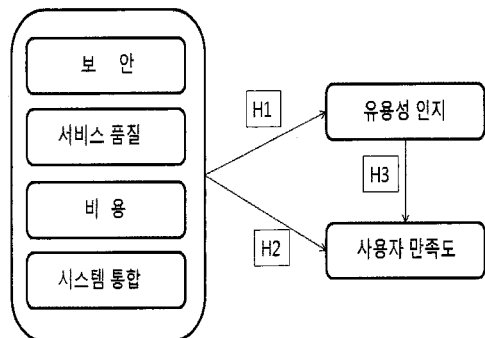 보 안
서비스 품질
비 용
시스템 통합
H1
H2
유용성 인지
H3
사용자 만족도